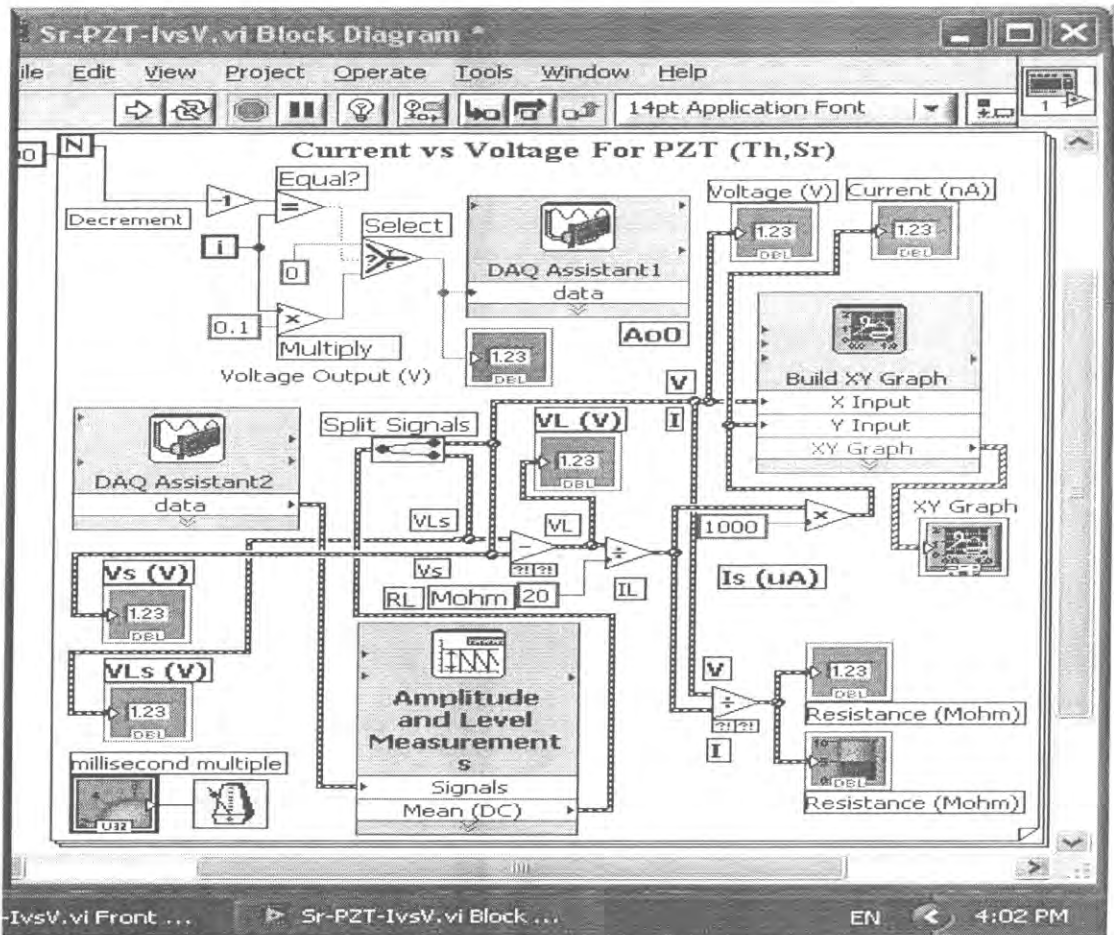 Sr-PZT-IvsV.vi Block Diagram *
ile Edit View Project Operate Tools Window Help
14pt Application Font
1
N
Current vs Voltage For PZT (Th,Sr)
Equal?
Decrement
-1
=
i
Select
0
0.1
×
Multiply
Voltage Output (V)
DAQ Assistant1
data
Ao0
1.23
DBL
Voltage (V)
Current (nA)
1.23
DBL
1.23
DBL
Build XY Graph
X Input
Y Input
XY Graph
V
I
Split Signals
VL (V)
1.23
DBL
DAQ Assistant2
data
VLs
Vs
VL
1000
×
XY Graph
Vs (V)
1.23
DBL
RL
Mohm
20
IL
Is (uA)
VLs (V)
1.23
DBL
Amplitude
and Level
Measurement
s
Signals
Mean (DC)
V
÷
I
1.23
DBL
Resistance (Mohm)
10
DBL
Resistance (Mohm)
millisecond multiple
U32
-IvsV.vi Front ...
Sr-PZT-IvsV.vi Block ...
EN
4:02 PM